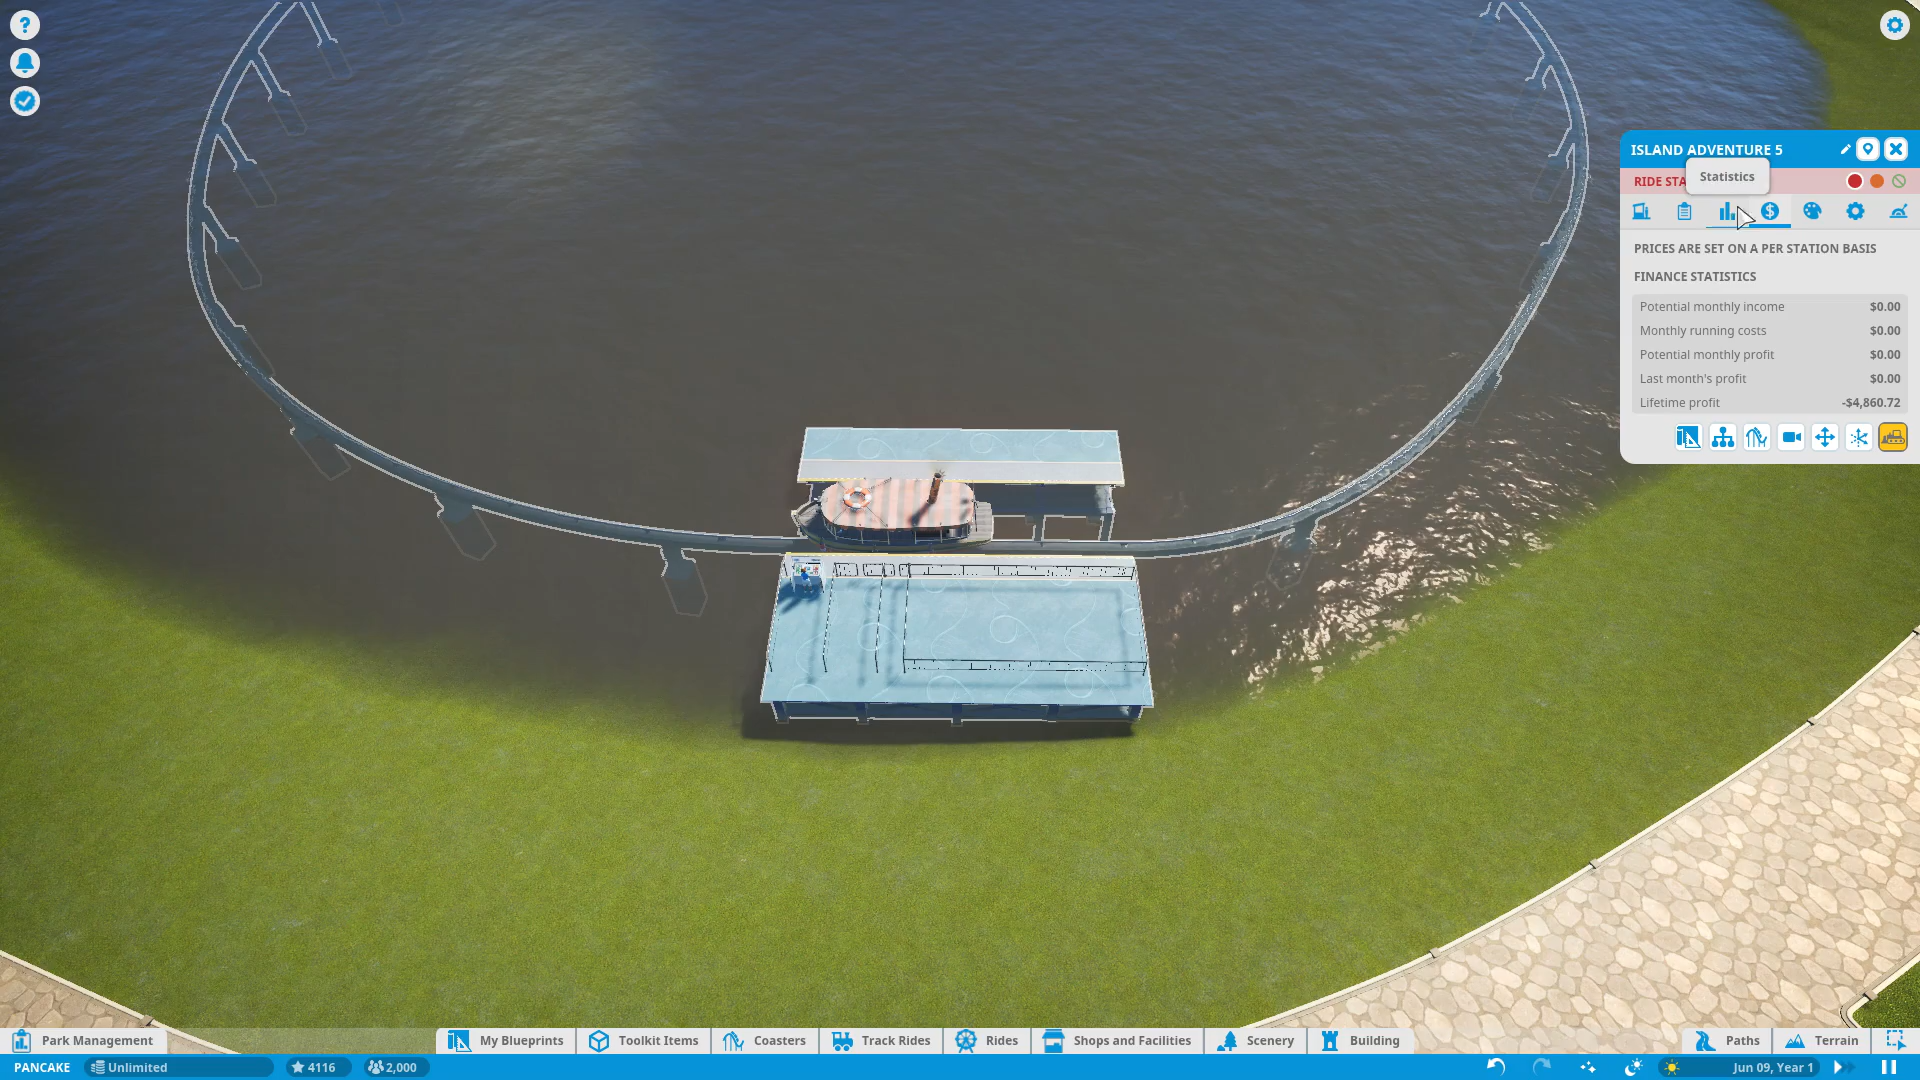 ISLAND ADVENTURE 5
RIDE STA
Statistics
PRICES ARE SET ON A PER STATION BASIS
FINANCE STATISTICS
Potential monthly income $0.00
Monthly running costs $0.00
Potential monthly profit $0.00
Last month's profit $0.00
Lifetime profit -$4,860.72
Park Management
My Blueprints
Toolkit Items
Coasters
Track Rides
Rides
Shops and Facilities
Scenery
Building
Paths
Terrain
PANCAKE
Unlimited
4116
2,000
Jun 09, Year 1